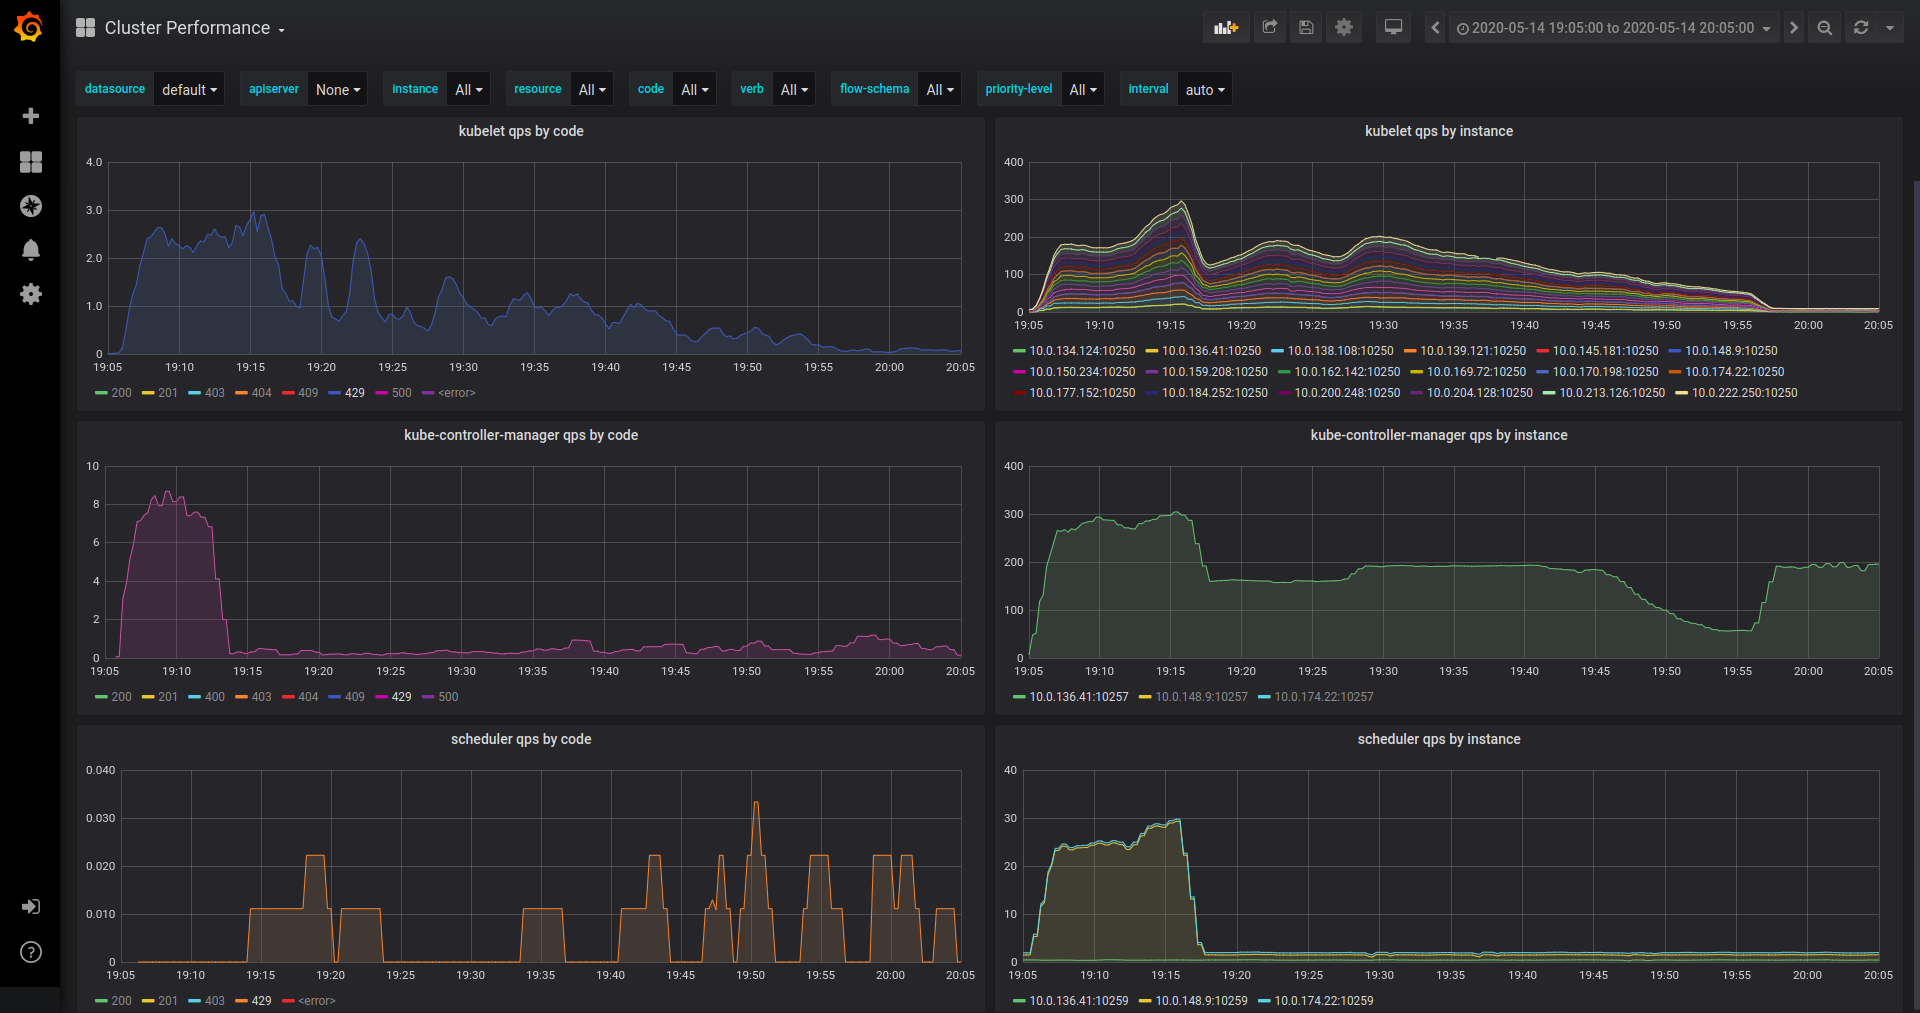 Cluster Performance
2020-05-14 19:05:00 to 2020-05-14 20:05:00
datasource default apiserver None instance All resource All code All verb All flow-schema All priority-level All interval auto
kubelet qps by code
4.0
3.0
2.0
1.0
0
19:05 19:10 19:15 19:20 19:25 19:30 19:35 19:40 19:45 19:50 19:55 20:00 20:05
200 201 403 404 409 429 500 <error>
kubelet qps by instance
400
300
200
100
0
19:05 19:10 19:15 19:20 19:25 19:30 19:35 19:40 19:45 19:50 19:55 20:00 20:05
10.0.134.124:10250 10.0.136.41:10250 10.0.138.108:10250 10.0.139.121:10250 10.0.145.181:10250 10.0.148.9:10250
10.0.150.234:10250 10.0.159.208:10250 10.0.162.142:10250 10.0.169.72:10250 10.0.170.198:10250 10.0.174.22:10250
10.0.177.152:10250 10.0.184.252:10250 10.0.200.248:10250 10.0.204.128:10250 10.0.213.126:10250 10.0.222.250:10250
kube-controller-manager qps by code
10
8
6
4
2
0
19:05 19:10 19:15 19:20 19:25 19:30 19:35 19:40 19:45 19:50 19:55 20:00 20:05
200 201 400 403 404 409 429 500
kube-controller-manager qps by instance
400
300
200
100
0
19:05 19:10 19:15 19:20 19:25 19:30 19:35 19:40 19:45 19:50 19:55 20:00 20:05
10.0.136.41:10257 10.0.148.9:10257 10.0.174.22:10257
scheduler qps by code
0.040
0.030
0.020
0.010
0
19:05 19:10 19:15 19:20 19:25 19:30 19:35 19:40 19:45 19:50 19:55 20:00 20:05
200 201 403 429 <error>
scheduler qps by instance
40
30
20
10
0
19:05 19:10 19:15 19:20 19:25 19:30 19:35 19:40 19:45 19:50 19:55 20:00 20:05
10.0.136.41:10259 10.0.148.9:10259 10.0.174.22:10259